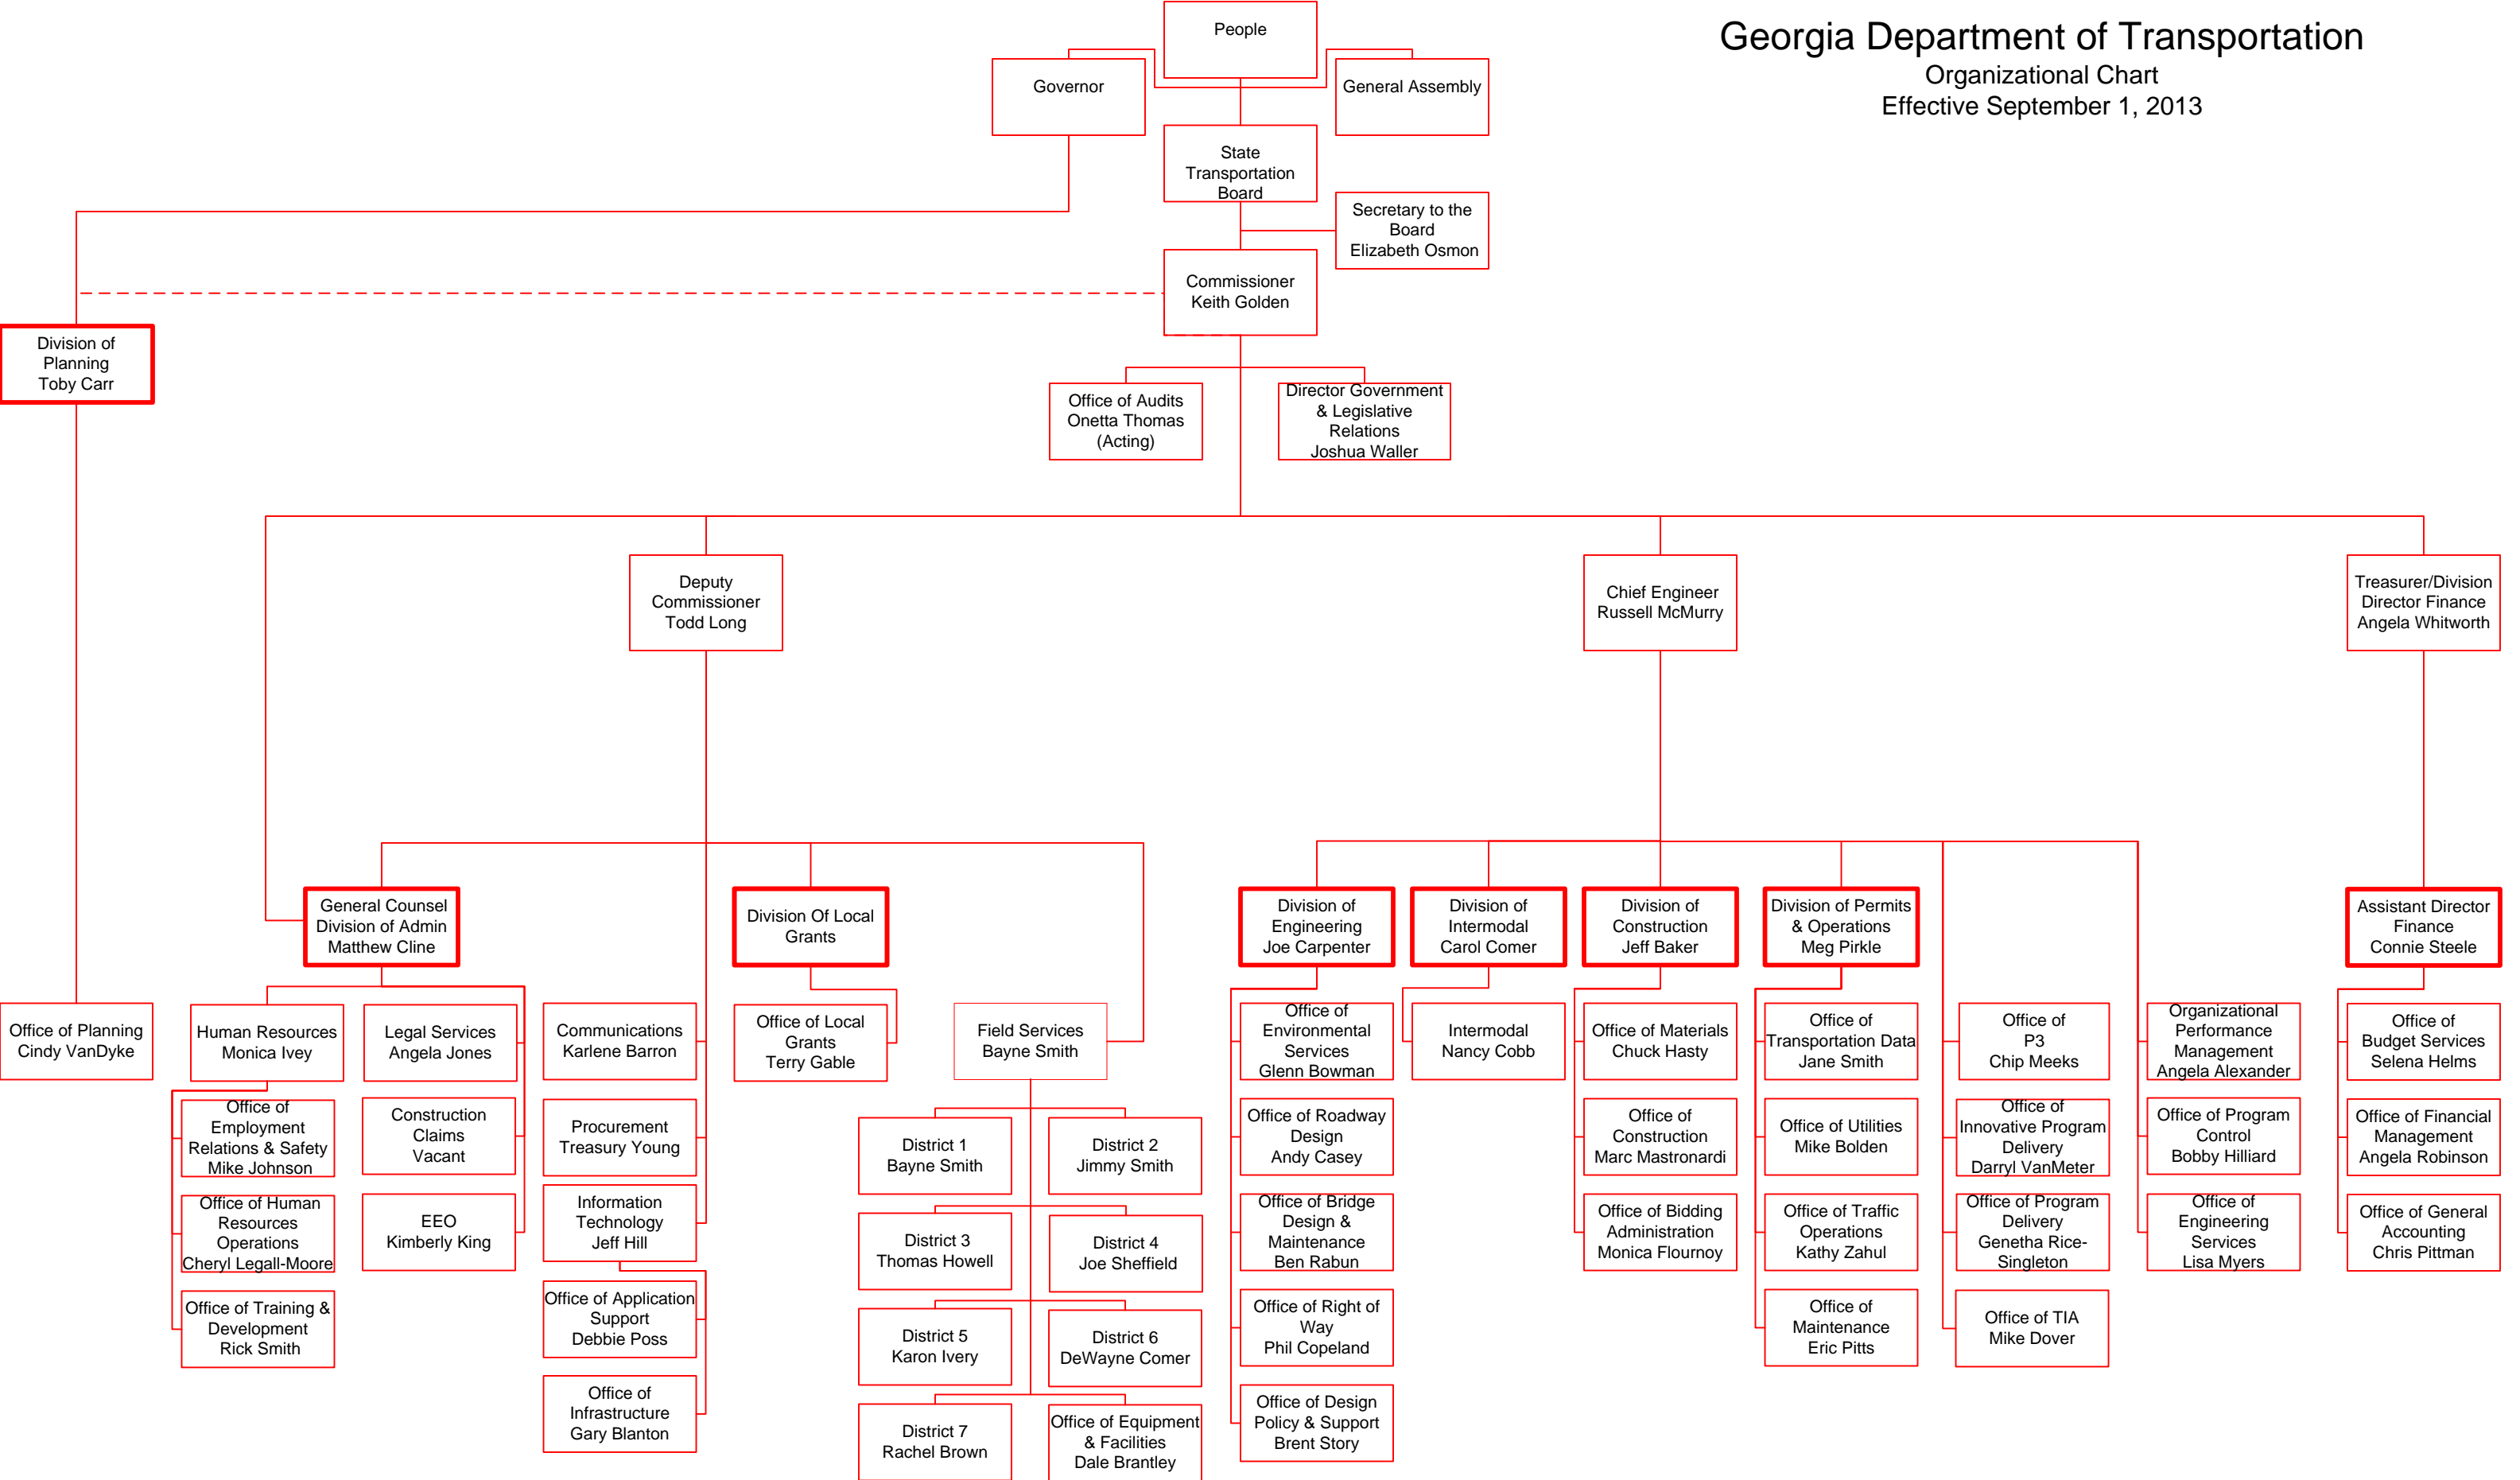 Georgia Department of Transportation
Organizational Chart
Effective September 1, 2013
People
Governor
General Assembly
State
Transportation
Board
Secretary to the
Board
Elizabeth Osmon
Commissioner
Keith Golden
Division of
Planning
Toby Carr
Office of Audits
Onetta Thomas
(Acting)
Director Government
& Legislative
Relations
Joshua Waller
Deputy
Commissioner
Todd Long
Chief Engineer
Russell McMurry
Treasurer/Division
Director Finance
Angela Whitworth
General Counsel
Division of Admin
Matthew Cline
Division Of Local
Grants
Division of
Engineering
Joe Carpenter
Division of
Intermodal
Carol Comer
Division of
Construction
Jeff Baker
Division of Permits
& Operations
Meg Pirkle
Assistant Director
Finance
Connie Steele
Office of Planning
Cindy VanDyke
Human Resources
Monica Ivey
Legal Services
Angela Jones
Communications
Karlene Barron
Office of Local
Grants
Terry Gable
Field Services
Bayne Smith
Office of
Environmental
Services
Glenn Bowman
Intermodal
Nancy Cobb
Office of Materials
Chuck Hasty
Office of
Transportation Data
Jane Smith
Office of
P3
Chip Meeks
Organizational
Performance
Management
Angela Alexander
Office of
Budget Services
Selena Helms
Office of
Employment
Relations & Safety
Mike Johnson
Construction
Claims
Vacant
Procurement
Treasury Young
District 1
Bayne Smith
District 2
Jimmy Smith
Office of Roadway
Design
Andy Casey
Office of
Construction
Marc Mastronardi
Office of Utilities
Mike Bolden
Office of
Innovative Program
Delivery
Darryl VanMeter
Office of Program
Control
Bobby Hilliard
Office of Financial
Management
Angela Robinson
Office of Human
Resources
Operations
Cheryl Legall-Moore
EEO
Kimberly King
Information
Technology
Jeff Hill
District 3
Thomas Howell
District 4
Joe Sheffield
Office of Bridge
Design &
Maintenance
Ben Rabun
Office of Bidding
Administration
Monica Flournoy
Office of Traffic
Operations
Kathy Zahul
Office of Program
Delivery
Genetha Rice-
Singleton
Office of
Engineering
Services
Lisa Myers
Office of General
Accounting
Chris Pittman
Office of Training &
Development
Rick Smith
Office of Application
Support
Debbie Poss
District 5
Karon Ivery
District 6
DeWayne Comer
Office of Right of
Way
Phil Copeland
Office of
Maintenance
Eric Pitts
Office of TIA
Mike Dover
Office of
Infrastructure
Gary Blanton
District 7
Rachel Brown
Office of Equipment
& Facilities
Dale Brantley
Office of Design
Policy & Support
Brent Story